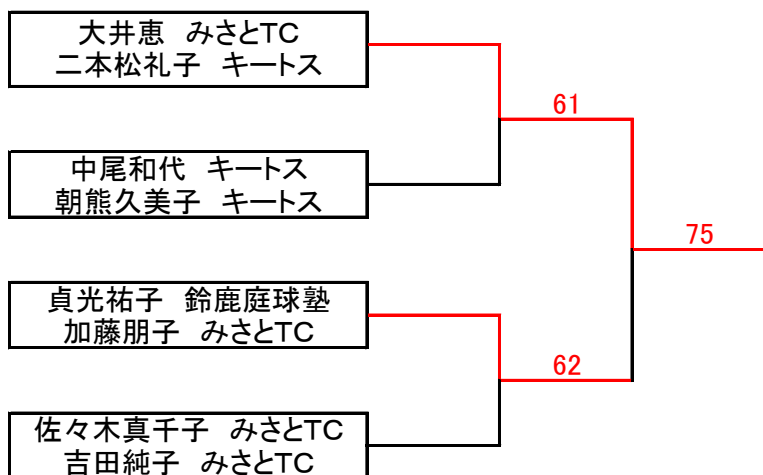 大井恵 みさとTC
二本松礼子 キートス
61
中尾和代 キートス
朝熊久美子 キートス
75
貞光祐子 鈴鹿庭球塾
加藤朋子 みさとTC
62
佐々木真千子 みさとTC
吉田純子 みさとTC